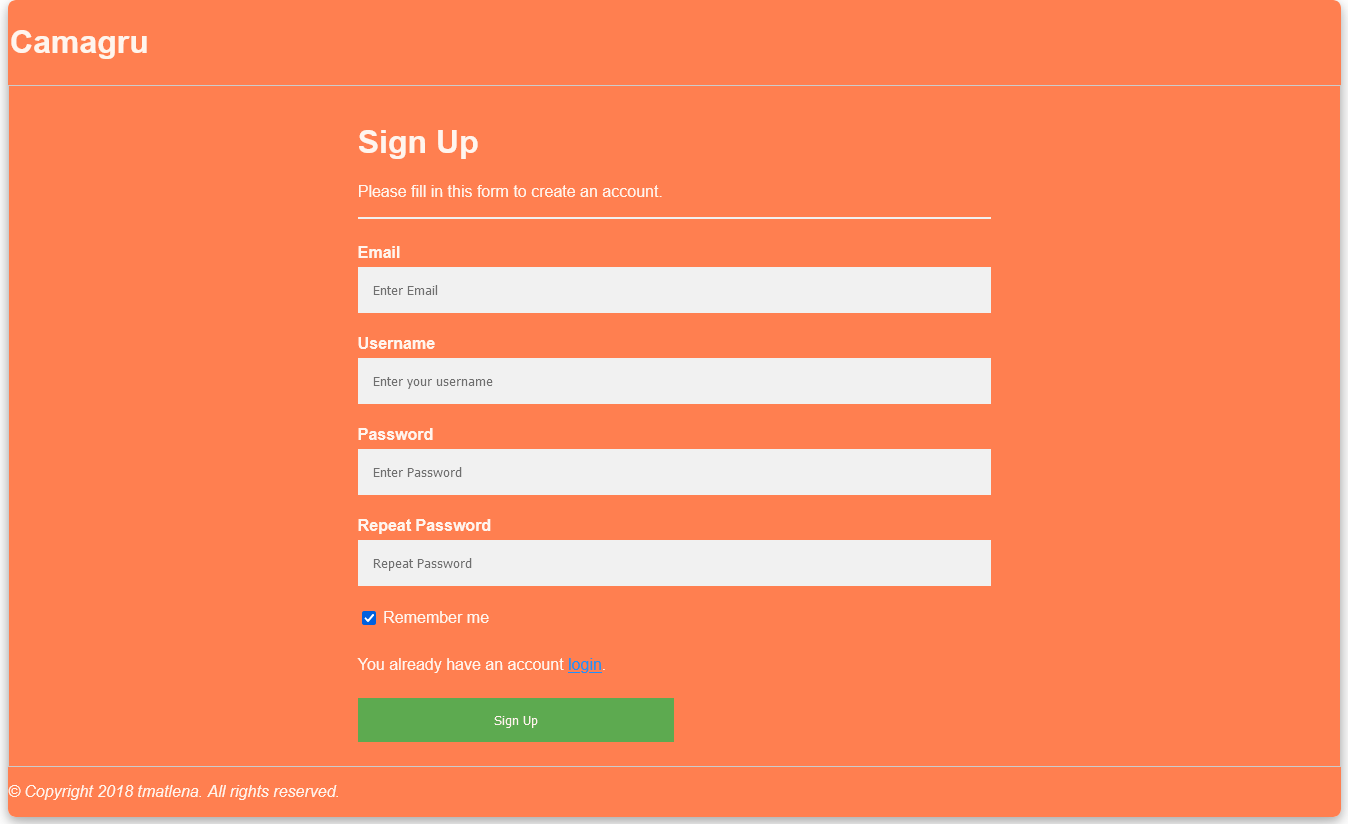 Camagru
Sign Up
Please fill in this form to create an account.
Email
Enter Email
Username
Enter your username
Password
Enter Password
Repeat Password
Repeat Password
Remember me
You already have an account login.
Sign Up
© Copyright 2018 tmatlena. All rights reserved.